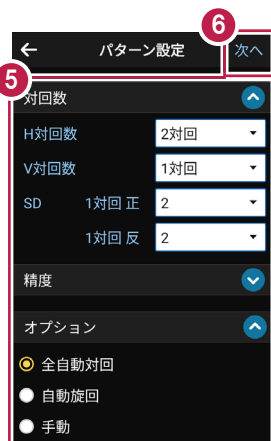 6
← パターン設定 次へ
5
対回数
H対回数 2対回
V対回数 1対回
SD 1対回 正 2
1対回 反 2
精度
オプション
全自動対回
自動旋回
手動